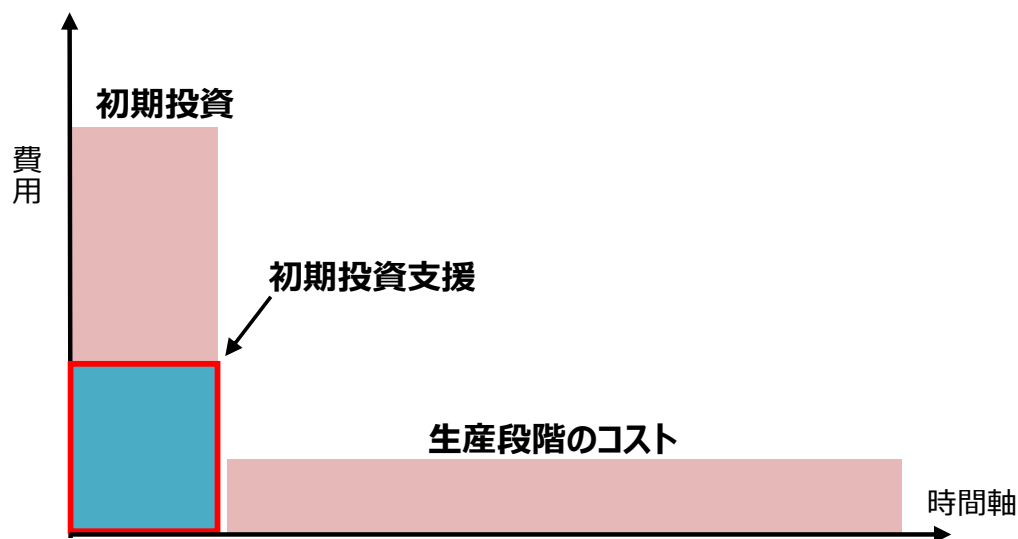 初期投資
費用
初期投資支援
生産段階のコスト
時間軸